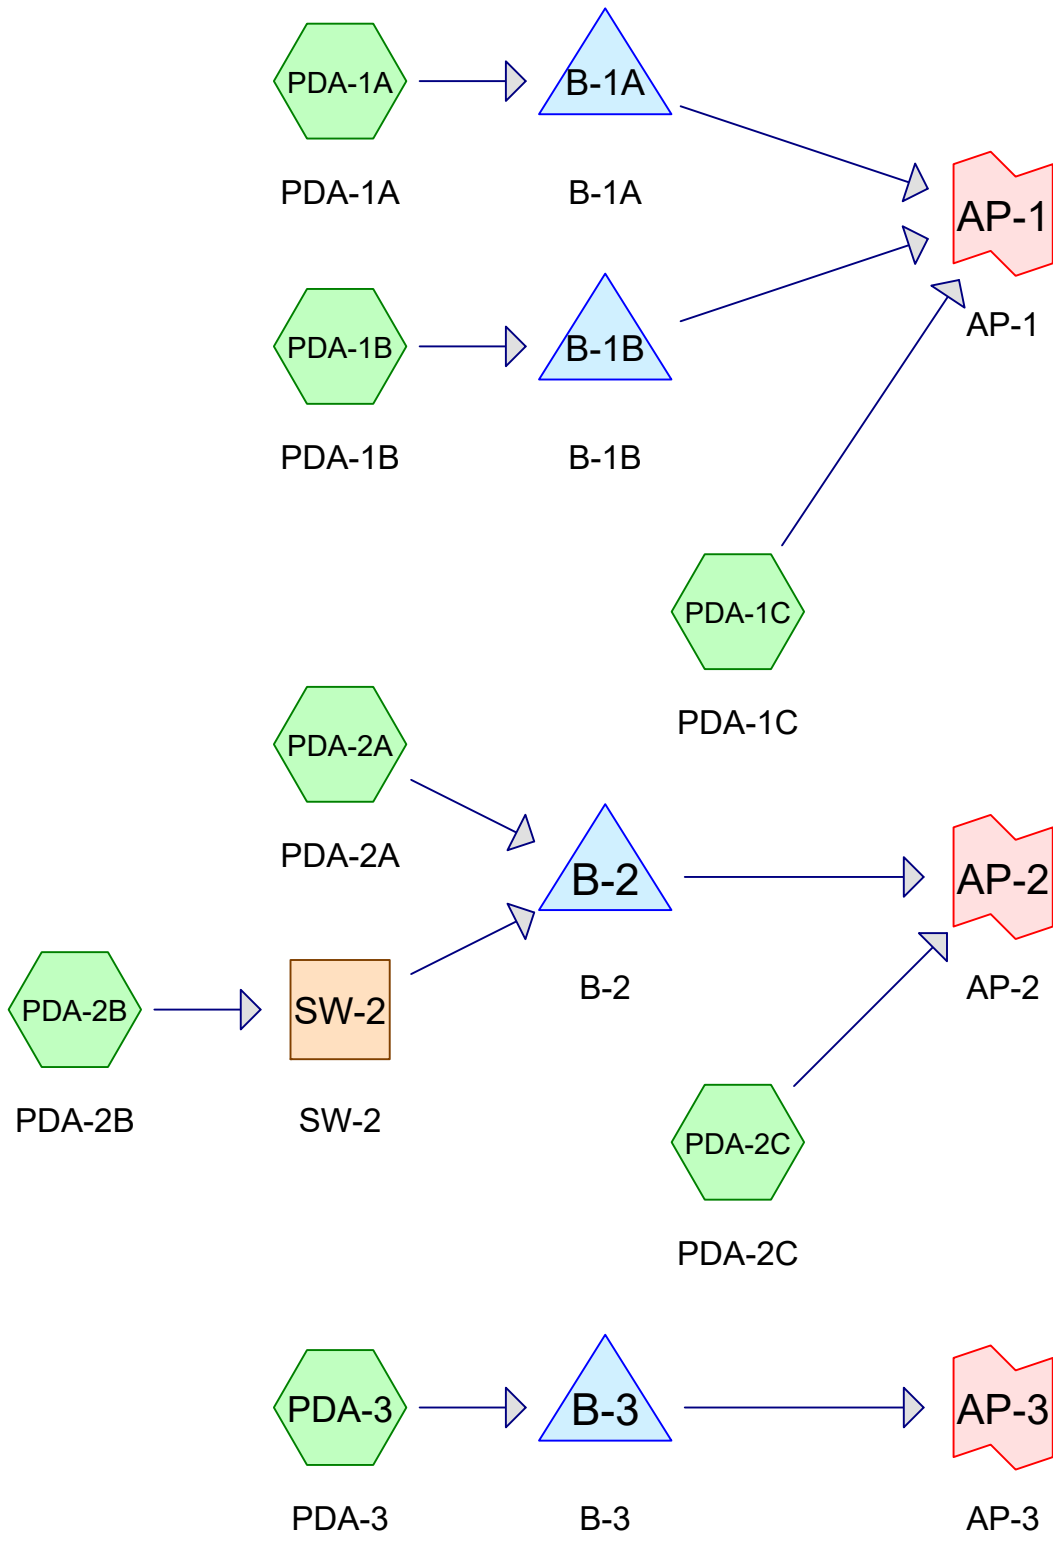 PDA-1A
B-1A
PDA-1A
B-1A
AP-1
AP-1
PDA-1B
B-1B
PDA-1B
B-1B
PDA-1C
PDA-1C
PDA-2A
PDA-2A
B-2
AP-2
B-2
AP-2
PDA-2B
SW-2
PDA-2B
SW-2
PDA-2C
PDA-2C
PDA-3
B-3
AP-3
PDA-3
B-3
AP-3